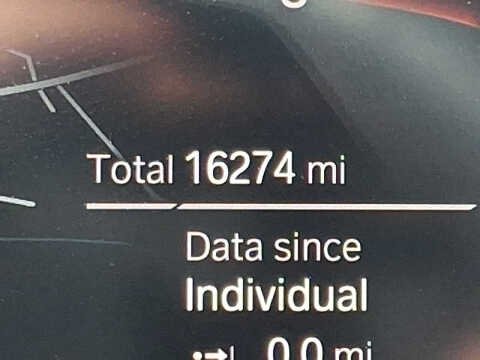 Total 16274 mi
Data since
Individual
0.0 mi